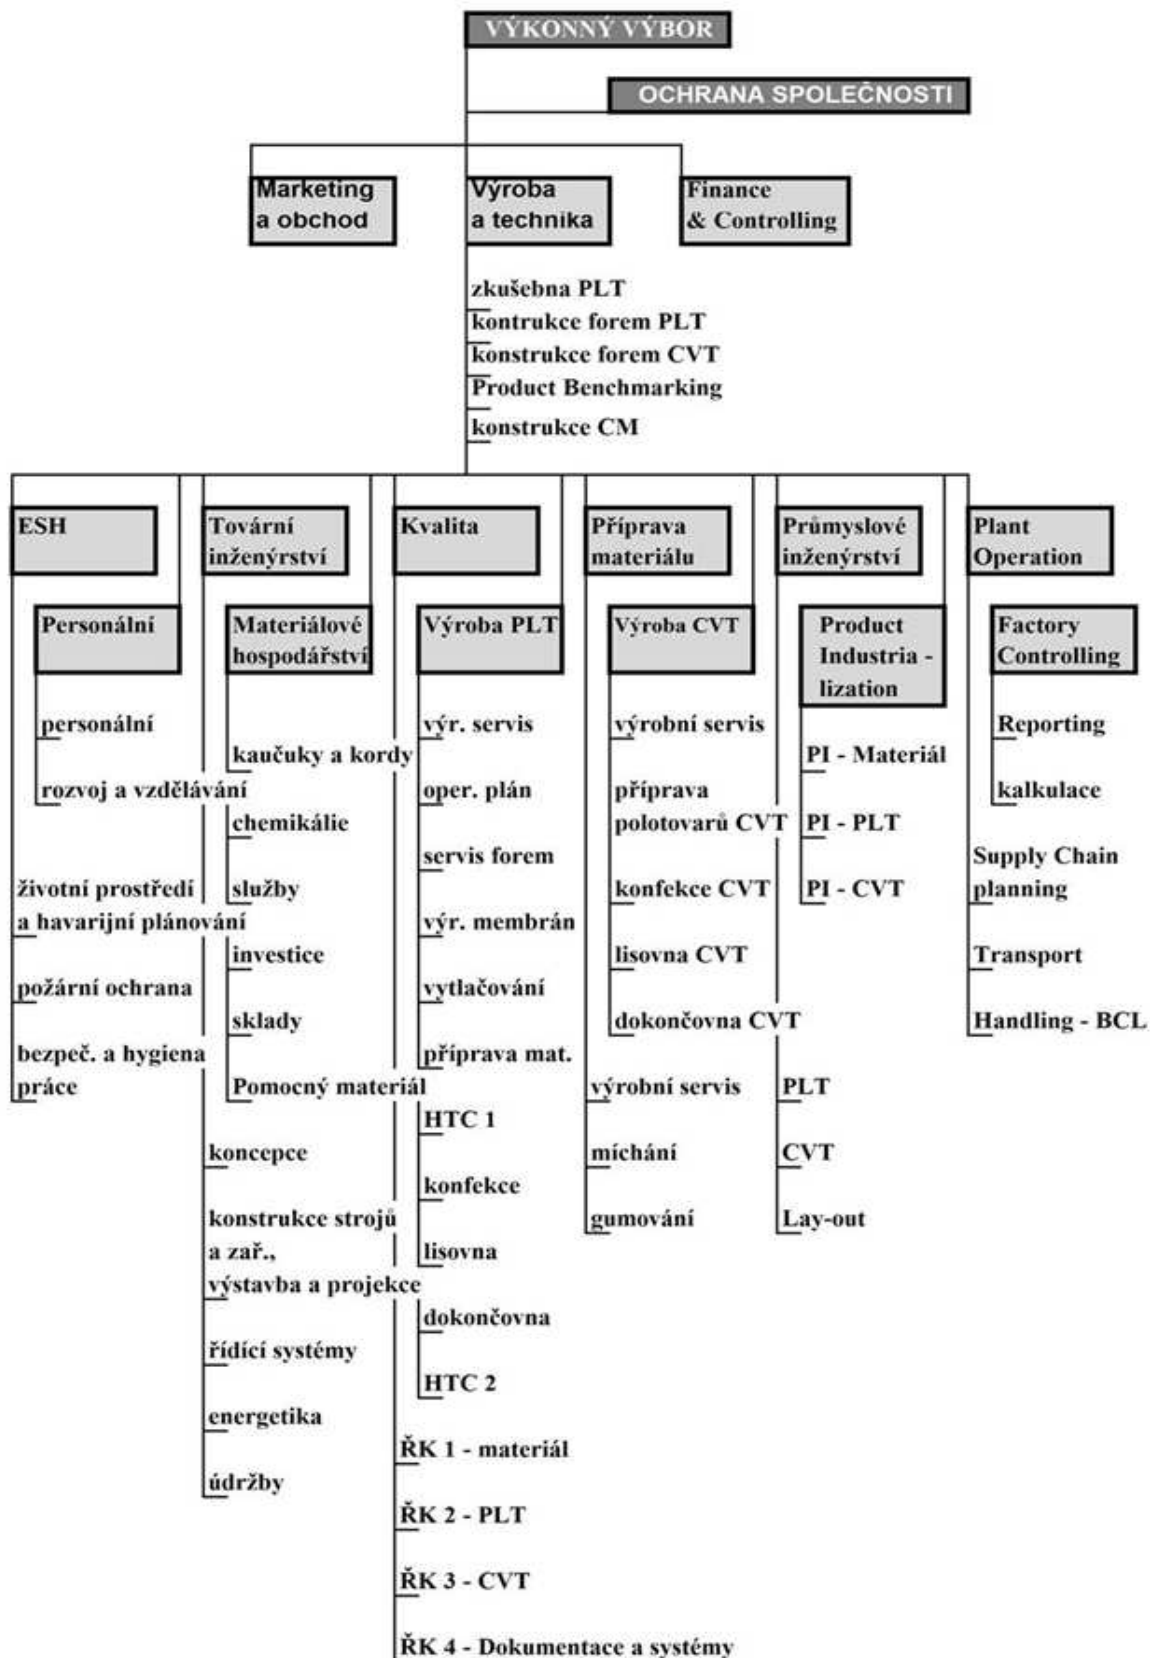 VÝKONNÝ VÝBOR
OCHRANA SPOLEČNOSTI
Marketing
a obchod
Výroba
a technika
Finance
& Controlling
zkušebna PLT
kontrukce forem PLT
konstrukce forem CVT
Product Benchmarking
konstrukce CM
ESH
Tovární
inženýrství
Kvalita
Příprava
materiálu
Průmyslové
inženýrství
Plant
Operation
Personální
personální
rozvoj a vzdělávání
životní prostředí
a havarijní plánování
požární ochrana
bezpeč. a hygiena
práce
Materiálové
hospodářství
kaučuky a kordy
chemikálie
služby
investice
sklady
Pomocný materiál
koncepce
konstrukce strojů
a zař.,
výstavba a projekce
řídící systémy
energetika
údržby
Výroba PLT
výr. servis
oper. plán
servis forem
výr. membrán
vytlačování
příprava mat.
HTC 1
konfekce
lisovna
dokončovna
HTC 2
ŘK 1 - materiál
ŘK 2 - PLT
ŘK 3 - CVT
ŘK 4 - Dokumentace a systémy
Výroba CVT
výrobní servis
příprava
polotovarů CVT
konfekce CVT
lisovna CVT
dokončovna CVT
výrobní servis
míchání
gumování
Product
Industria -
lization
PI - Materiál
PI - PLT
PI - CVT
PLT
CVT
Lay-out
Factory
Controlling
Reporting
kalkulace
Supply Chain
planning
Transport
Handling - BCL